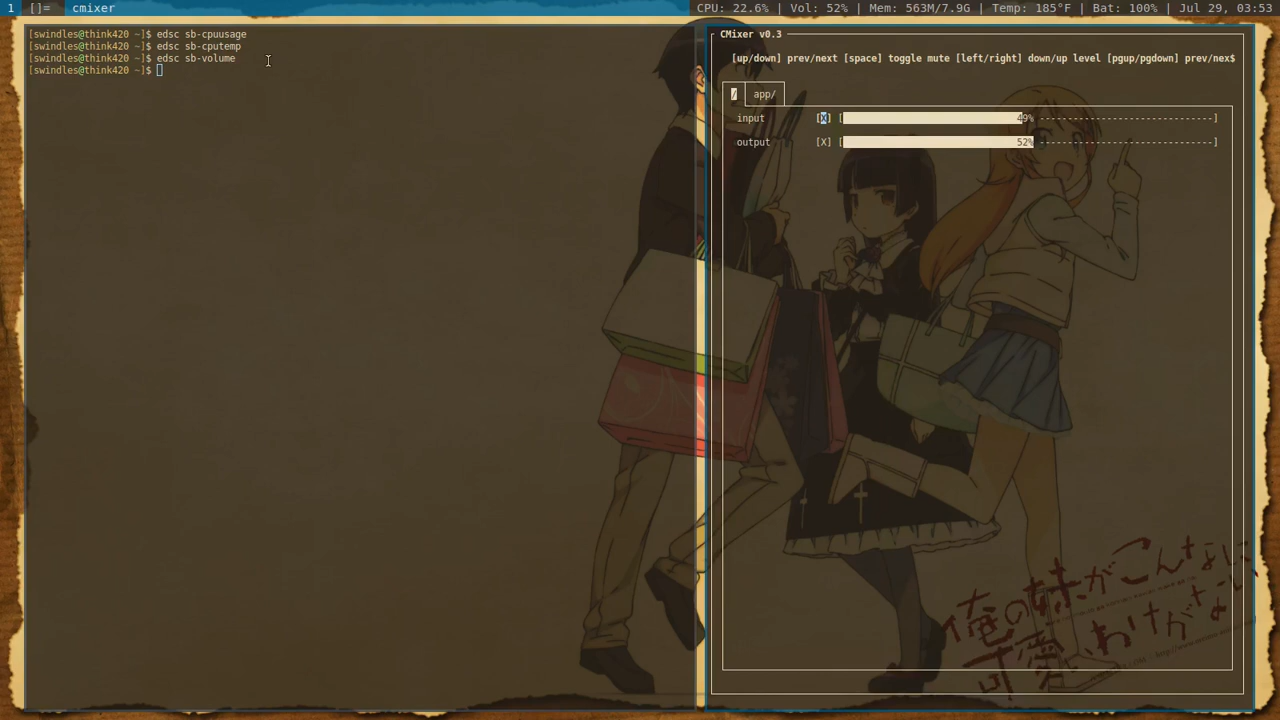 1 []= cmixer CPU: 22.6% | Vol: 52% | Mem: 563M/7.9G | Temp: 185°F | Bat: 100% | Jul 29, 03:53
[swindles@think420 ~]$ edsc sb-cpuusage
[swindles@think420 ~]$ edsc sb-cputemp
[swindles@think420 ~]$ edsc sb-volume
[swindles@think420 ~]$
CMixer v0.3
[up/down] prev/next [space] toggle mute [left/right] down/up level [pgup/pgdown] prev/nex$
/ app/
input [X] [ 49% --------------------------------]
output [X] [ 52% --------------------------------]
俺の妹がこんなに
可愛いわけがない